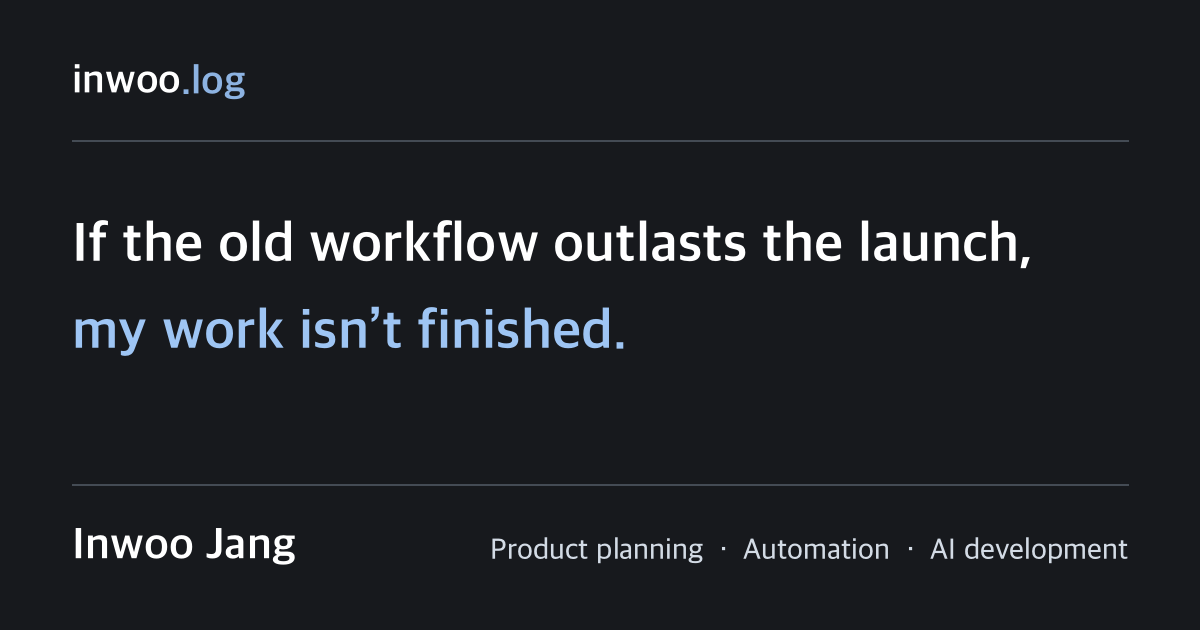 inwoo.log
If the old workflow outlasts the launch,
my work isn’t finished.
Inwoo Jang
Product planning · Automation · AI development